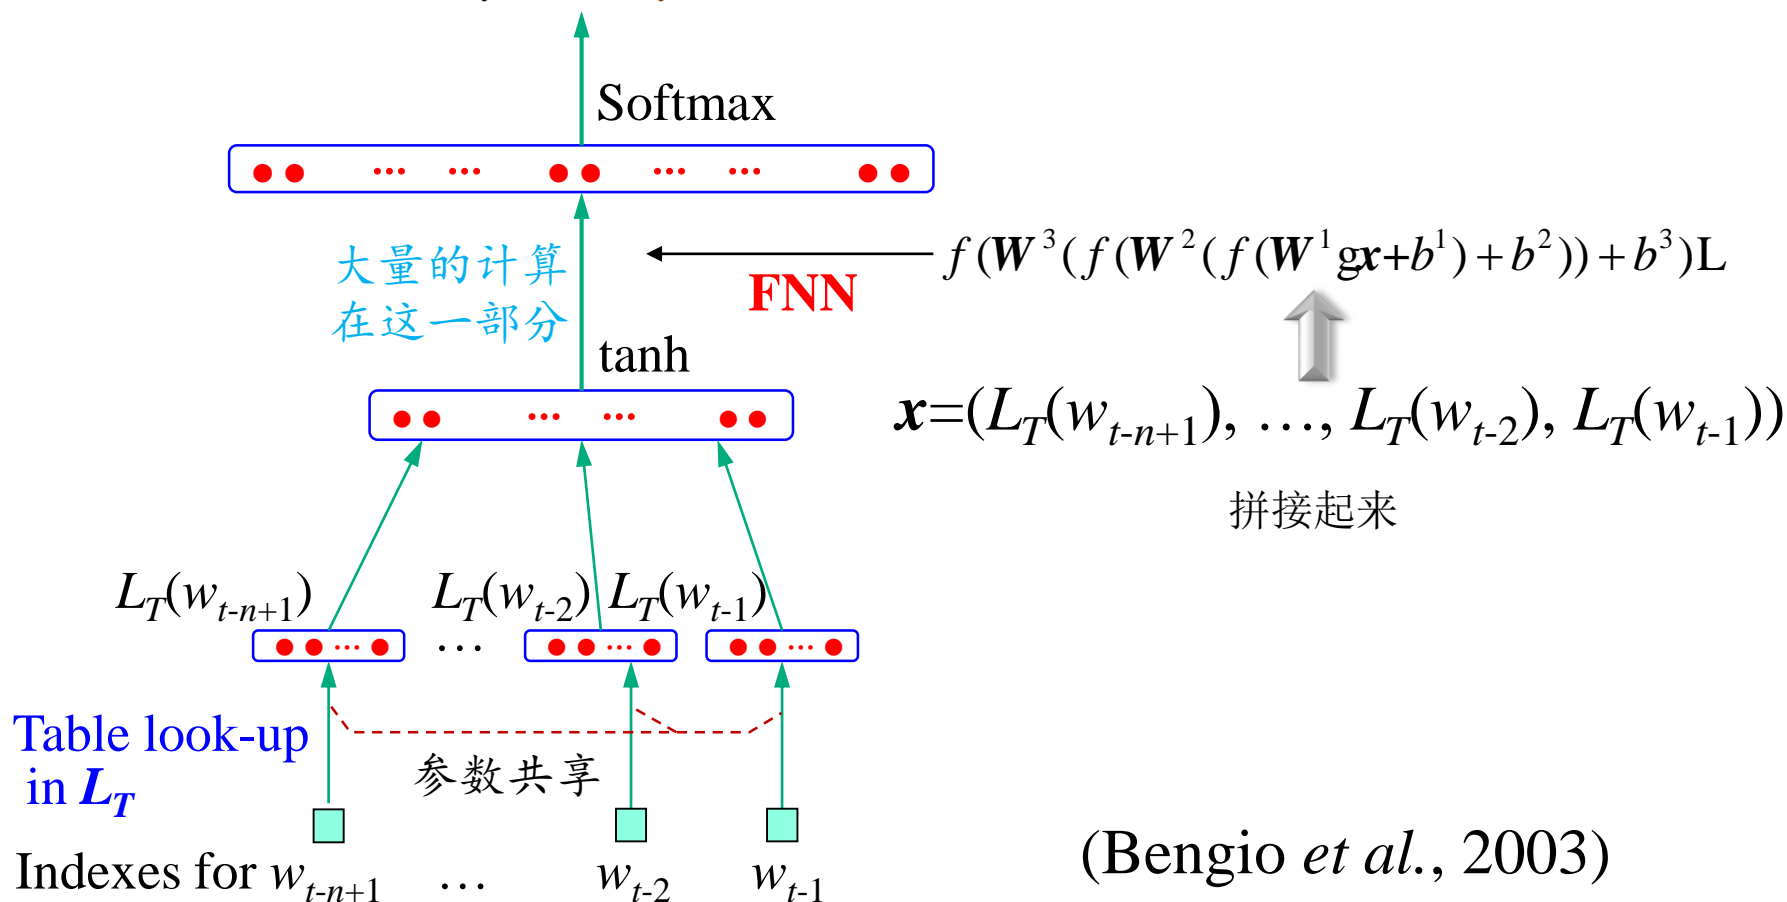 Softmax
大量的计算
在这一部分
FNN
f(W³(f(W²(f(W¹gx+b¹)+b²))+b³)L
tanh
x=(L_T(w_{t-n+1}), …, L_T(w_{t-2}), L_T(w_{t-1}))
拼接起来
L_T(w_{t-n+1}) L_T(w_{t-2}) L_T(w_{t-1})
…
Table look-up
in L_T
参数共享
Indexes for w_{t-n+1} … w_{t-2} w_{t-1}
(Bengio et al., 2003)